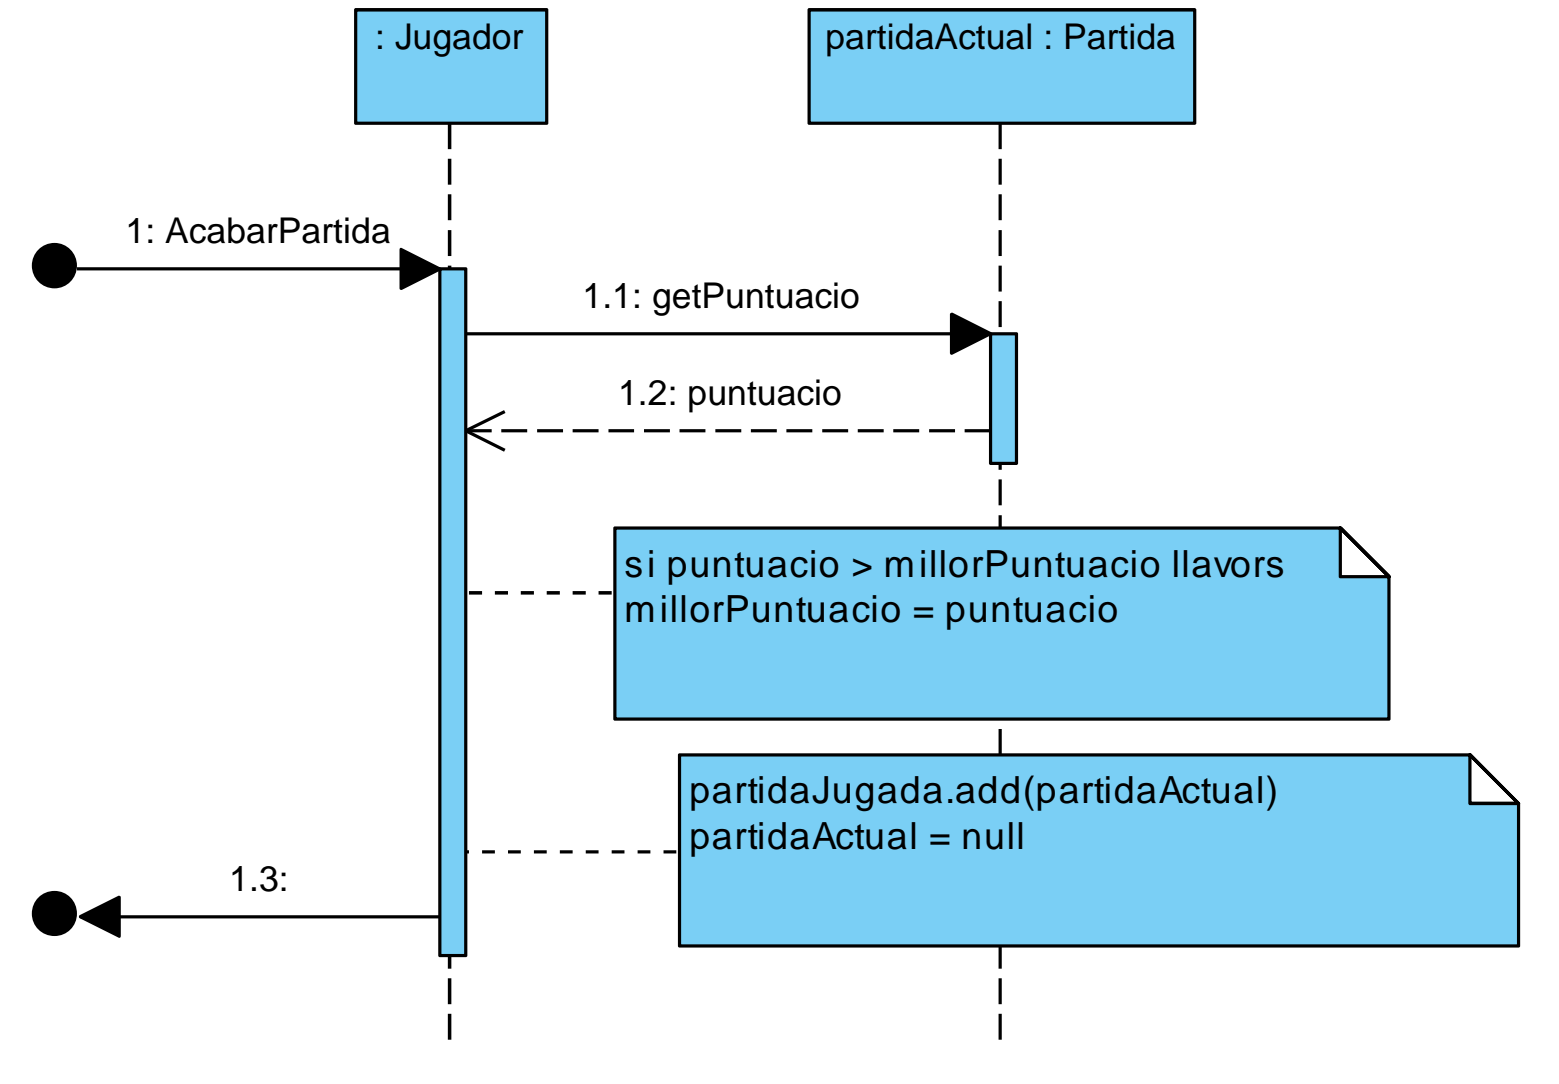 : Jugador
partidaActual : Partida
1: AcabarPartida
1.1: getPuntuacio
1.2: puntuacio
si puntuacio > millorPuntuacio llavors
millorPuntuacio = puntuacio
partidaJugada.add(partidaActual)
partidaActual = null
1.3: